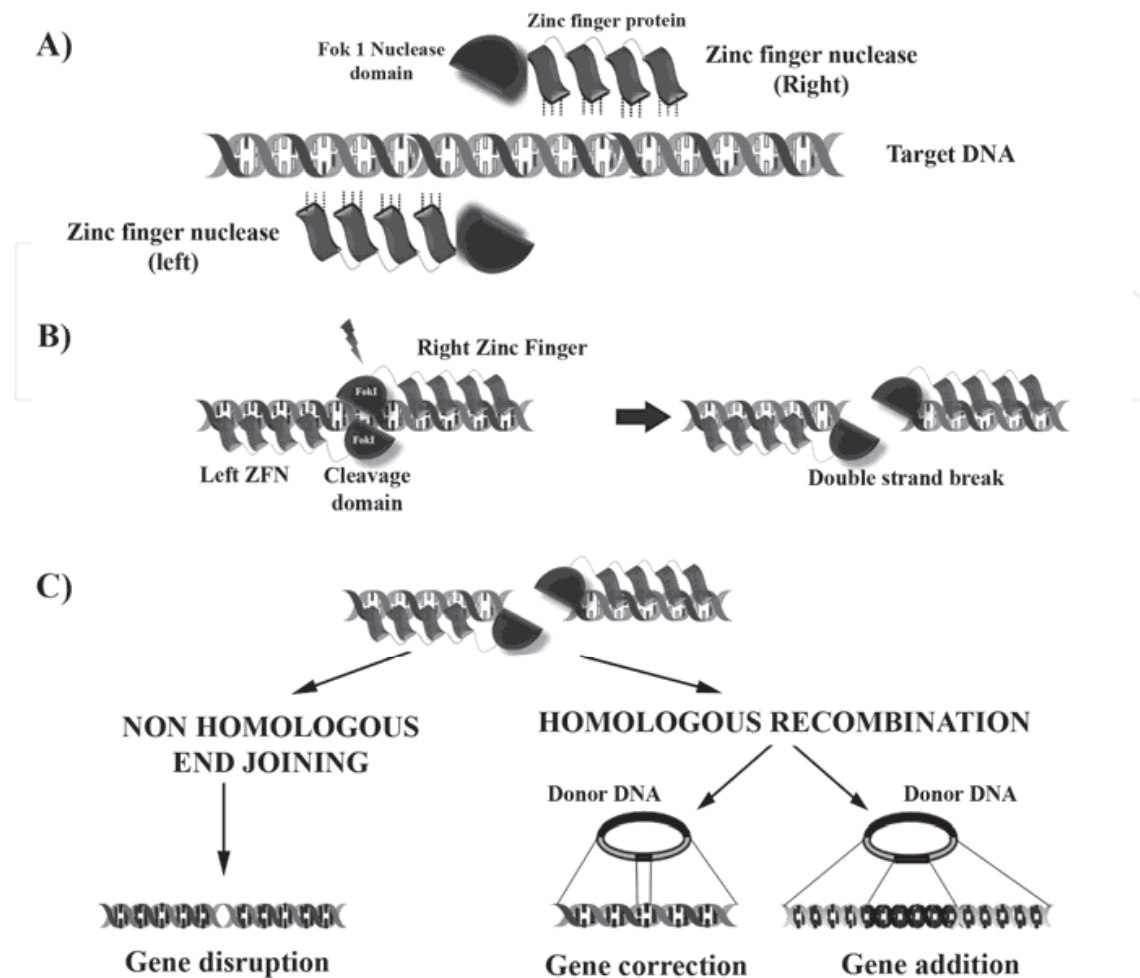 A)
Zinc finger protein
Fok 1 Nuclease
domain
Zinc finger nuclease
(Right)
Target DNA
Zinc finger nuclease
(left)
B)
Right Zinc Finger
FokI
FokI
Left ZFN
Cleavage
domain
Double strand break
C)
NON HOMOLOGOUS
END JOINING
HOMOLOGOUS RECOMBINATION
Donor DNA
Donor DNA
Gene disruption
Gene correction
Gene addition